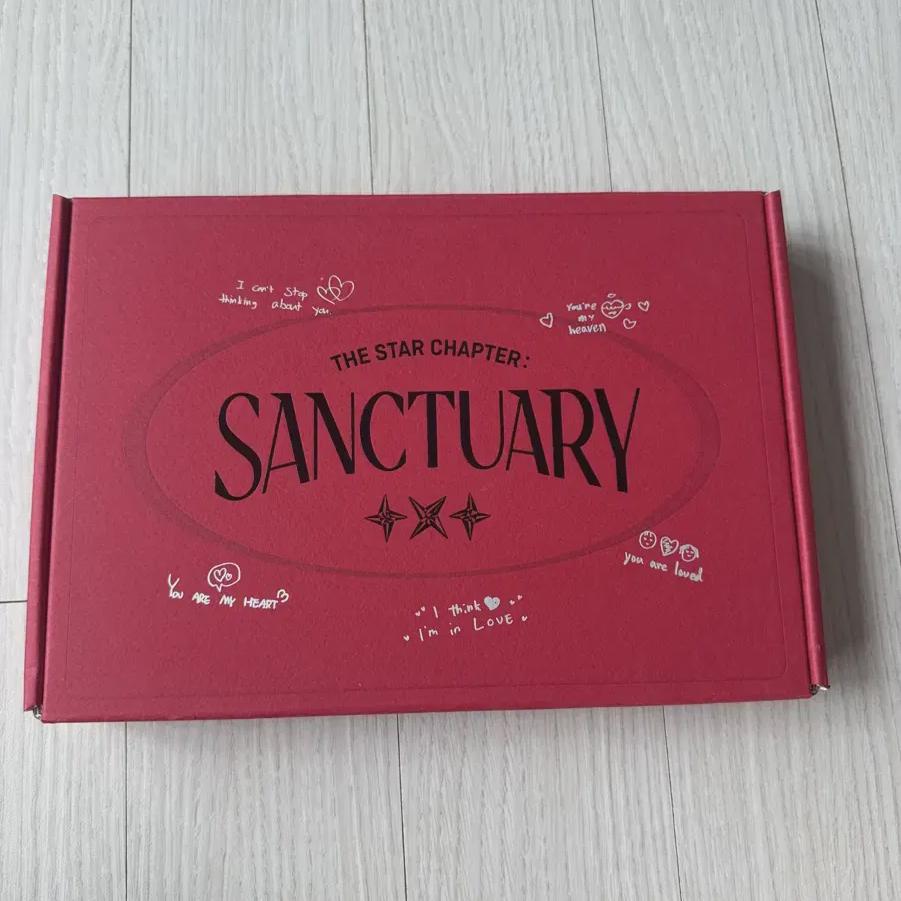 I can't stop
thinking about you.
You're
my
heaven
THE STAR CHAPTER:
SANCTUARY
you are loved
You ARE MY HEART
I think
I'm in LOVE